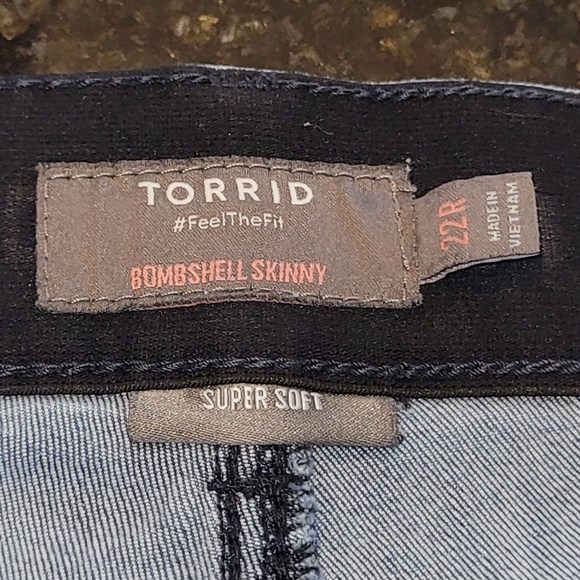 TORRID
#FeelTheFit
BOMBSHELL SKINNY
22R
MADE IN
VIETNAM
SUPER SOFT